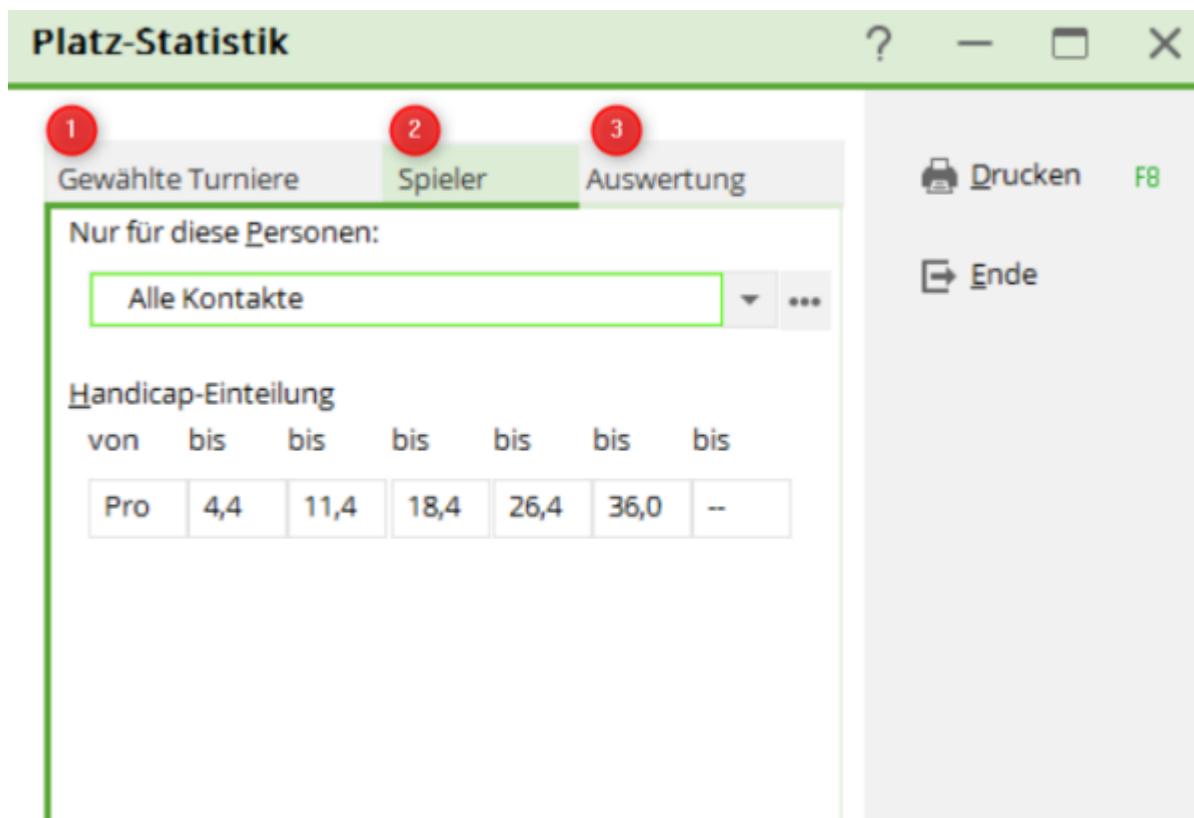 Platz-Statistik
1 2 3
Gewählte Turniere Spieler Auswertung
Drucken F8
Nur für diese Personen:
Alle Kontakte
Ende
Handicap-Einteilung
von bis bis bis bis bis bis
Pro 4,4 11,4 18,4 26,4 36,0 --